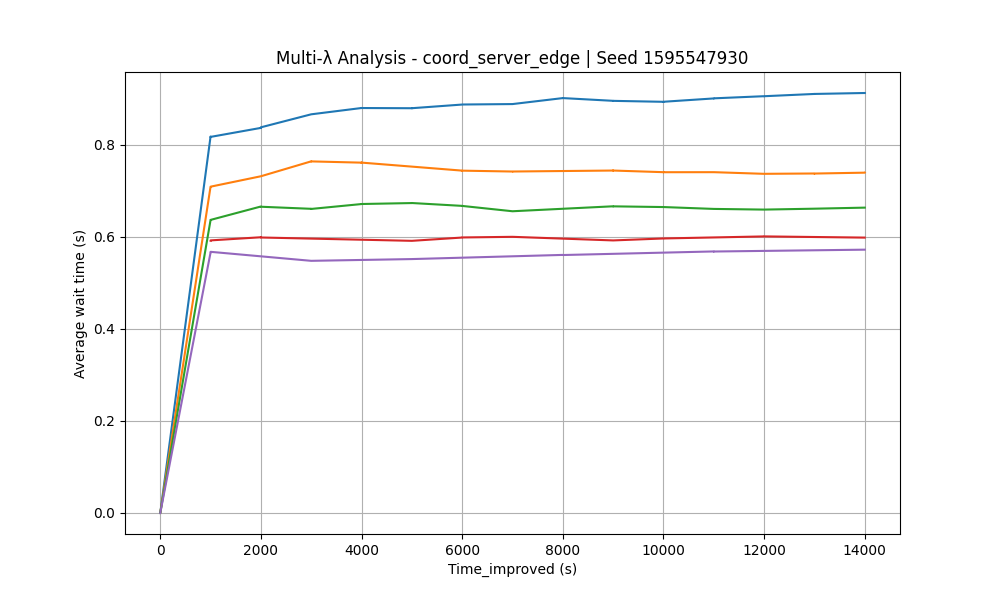 Multi-λ Analysis - coord_server_edge | Seed 1595547930
Average wait time (s)
0.8
0.6
0.4
0.2
0.0
0 2000 4000 6000 8000 10000 12000 14000
Time_improved (s)